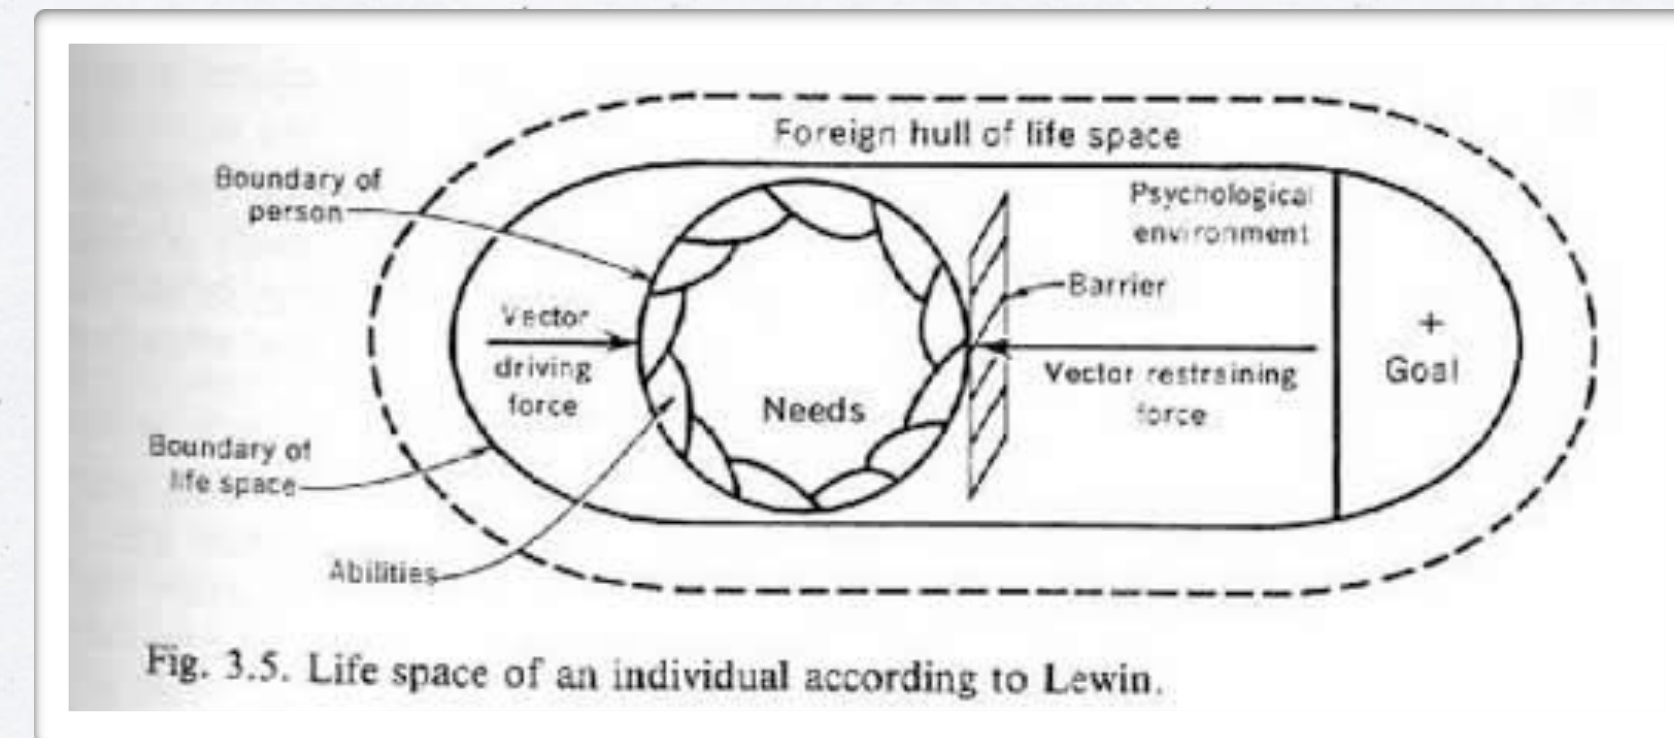 Foreign hull of life space
Boundary of
person
Psychological
environment
Barrier
Vector
driving
force
+
Goal
Vector restraining
force
Needs
Boundary of
life space
Abilities
Fig. 3.5. Life space of an individual according to Lewin.